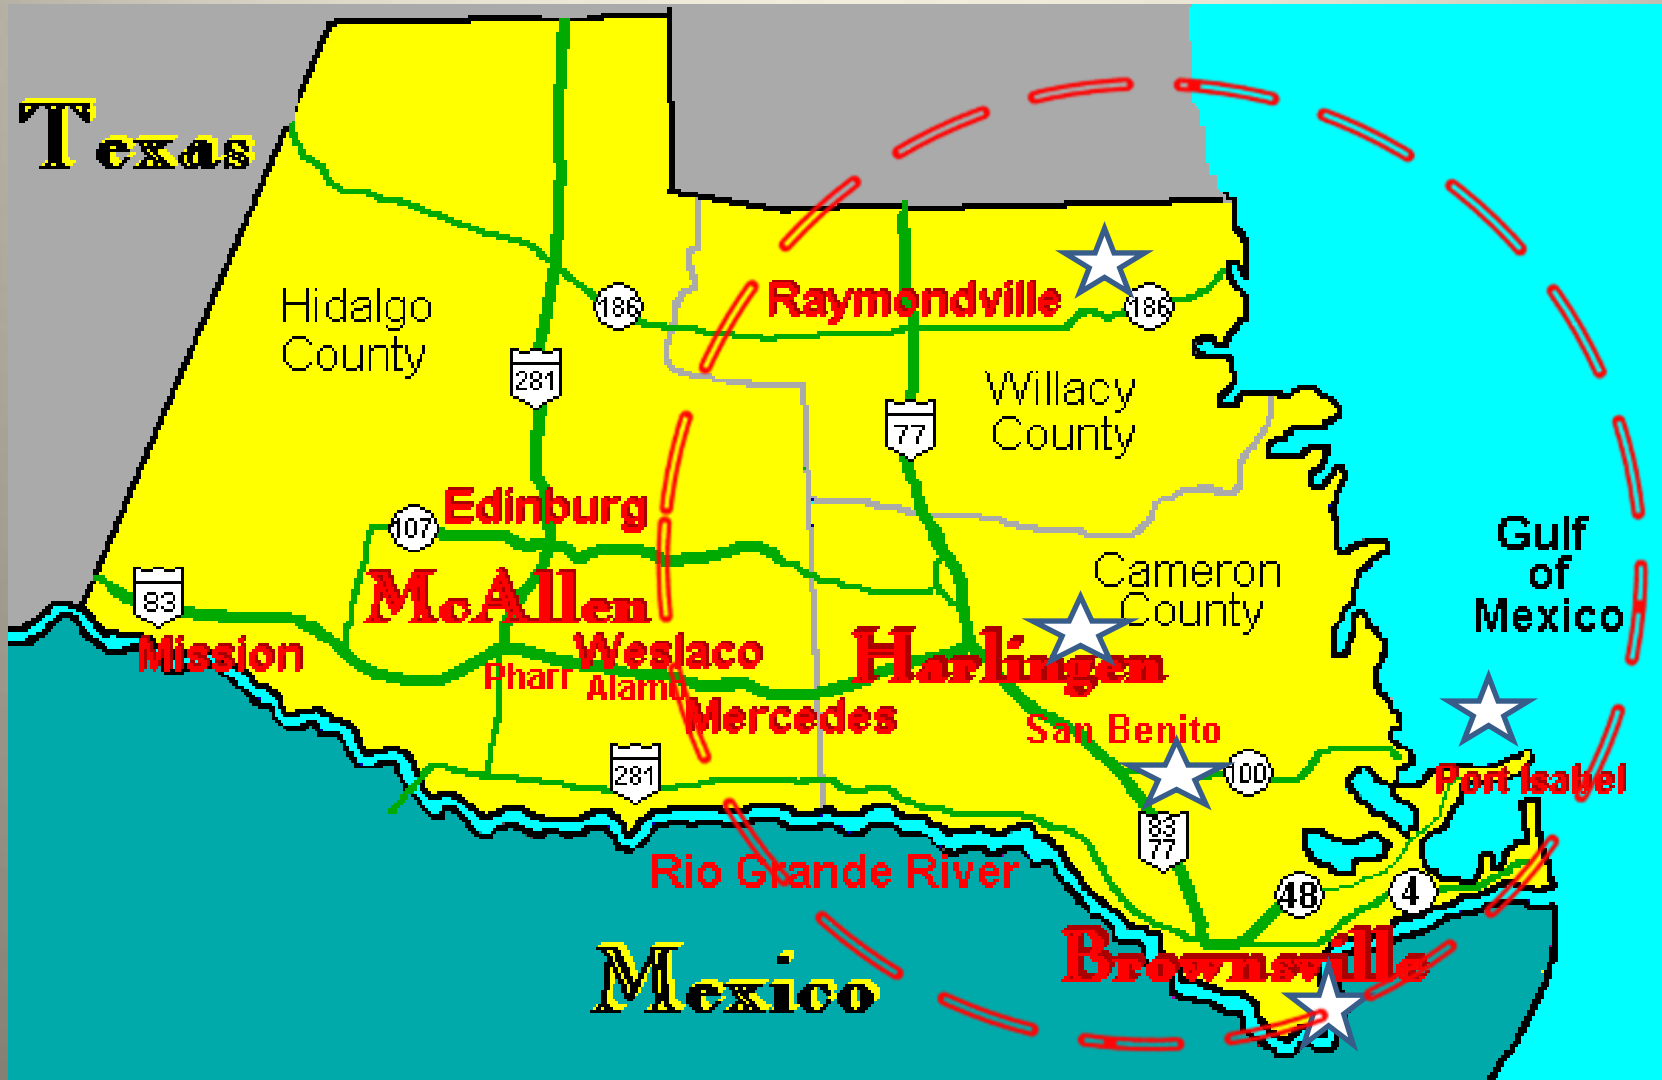 Texas
Hidalgo
County
186
Raymondville
186
281
Willacy
County
77
Edinburg
107
Gulf
of
Mexico
Cameron
County
McAllen
83
Mission
Weslaco
Harlingen
Pharr
Alamo
Mercedes
San Benito
281
100
Port Isabel
83
77
Rio Grande River
48
4
Brownsville
Mexico